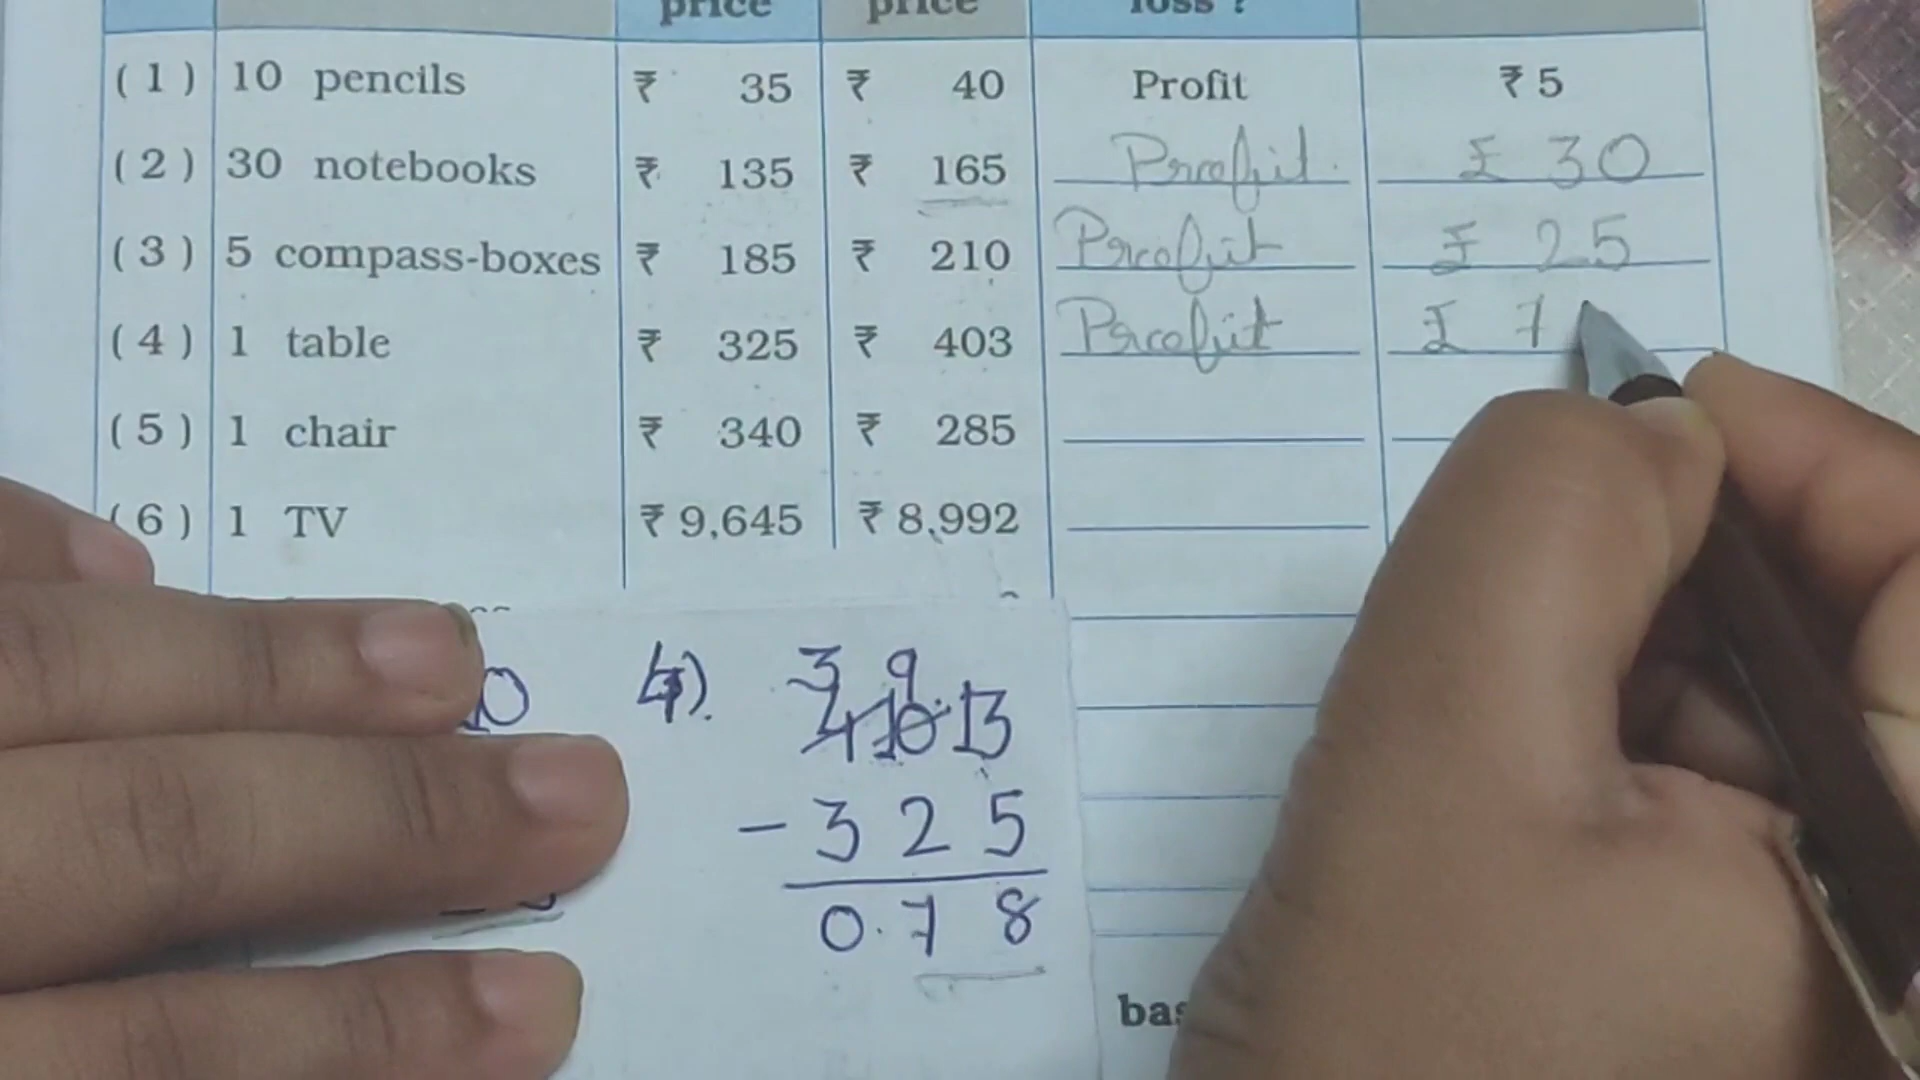 price price loss ?
( 1 ) 10 pencils ₹ 35 ₹ 40 Profit ₹ 5
( 2 ) 30 notebooks ₹ 135 ₹ 165 Profit. ₹ 30
( 3 ) 5 compass-boxes ₹ 185 ₹ 210 Profit ₹ 25
( 4 ) 1 table ₹ 325 ₹ 403 Profit ₹ 7
( 5 ) 1 chair ₹ 340 ₹ 285
( 6 ) 1 TV ₹ 9,645 ₹ 8,992
3 9
4). 4 10 13
- 3 2 5
0 7 8